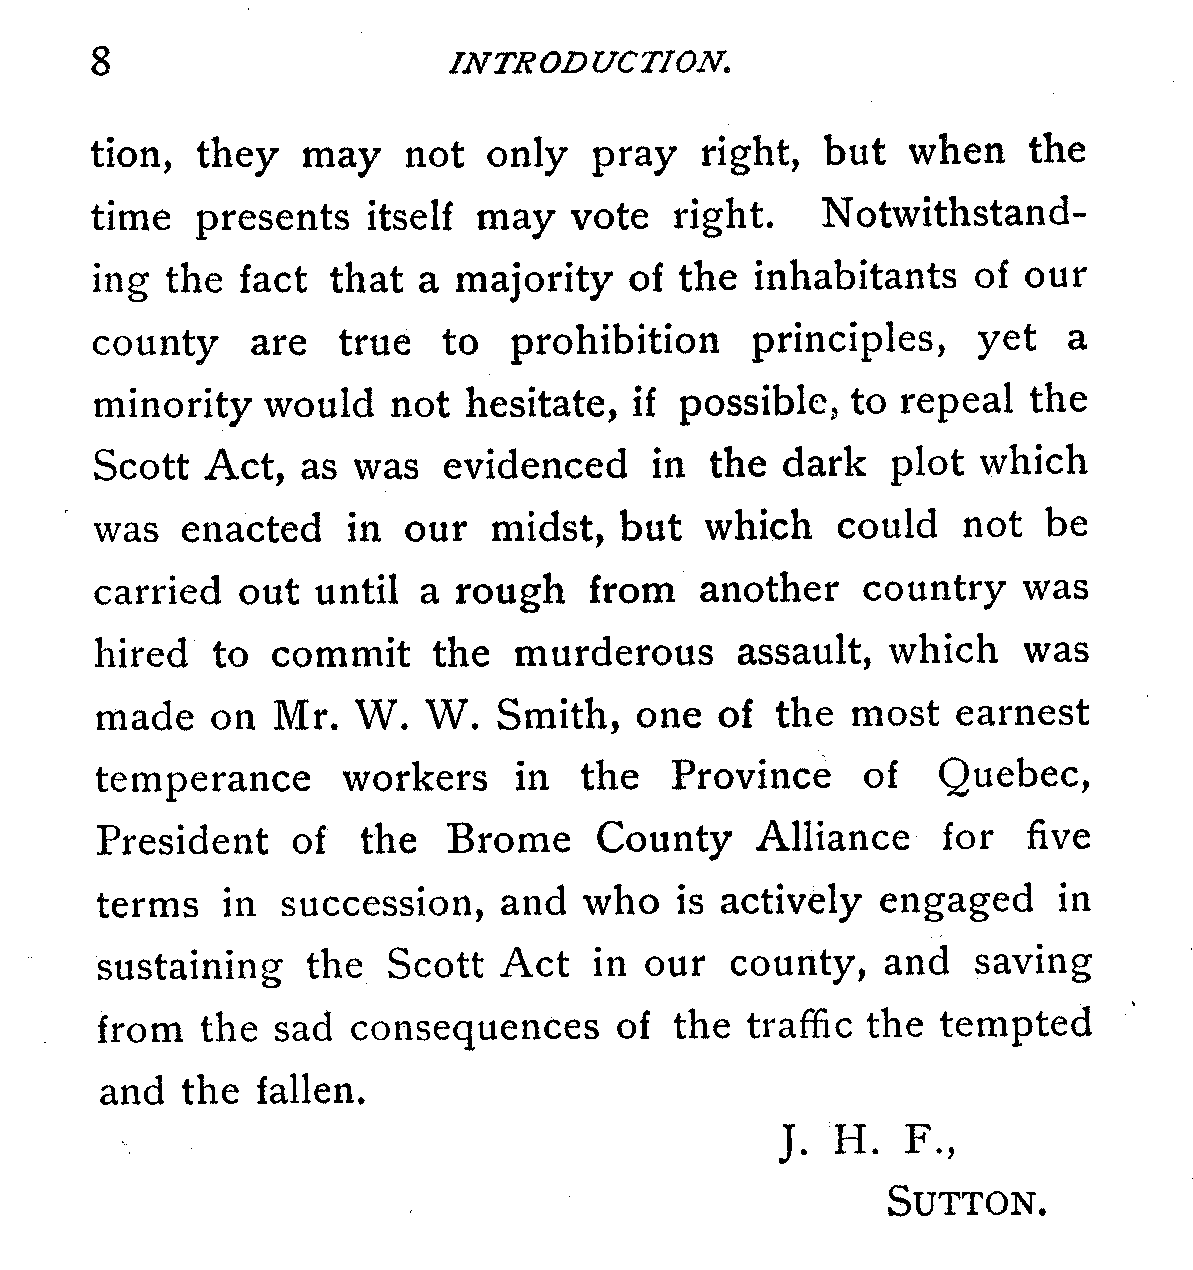 8 INTRODUCTION.
tion, they may not only pray right, but when the
time presents itself may vote right. Notwithstand-
ing the fact that a majority of the inhabitants of our
county are true to prohibition principles, yet a
minority would not hesitate, if possible, to repeal the
Scott Act, as was evidenced in the dark plot which
was enacted in our midst, but which could not be
carried out until a rough from another country was
hired to commit the murderous assault, which was
made on Mr. W. W. Smith, one of the most earnest
temperance workers in the Province of Quebec,
President of the Brome County Alliance for five
terms in succession, and who is actively engaged in
sustaining the Scott Act in our county, and saving
from the sad consequences of the traffic the tempted
and the fallen.
J. H. F.,
SUTTON.